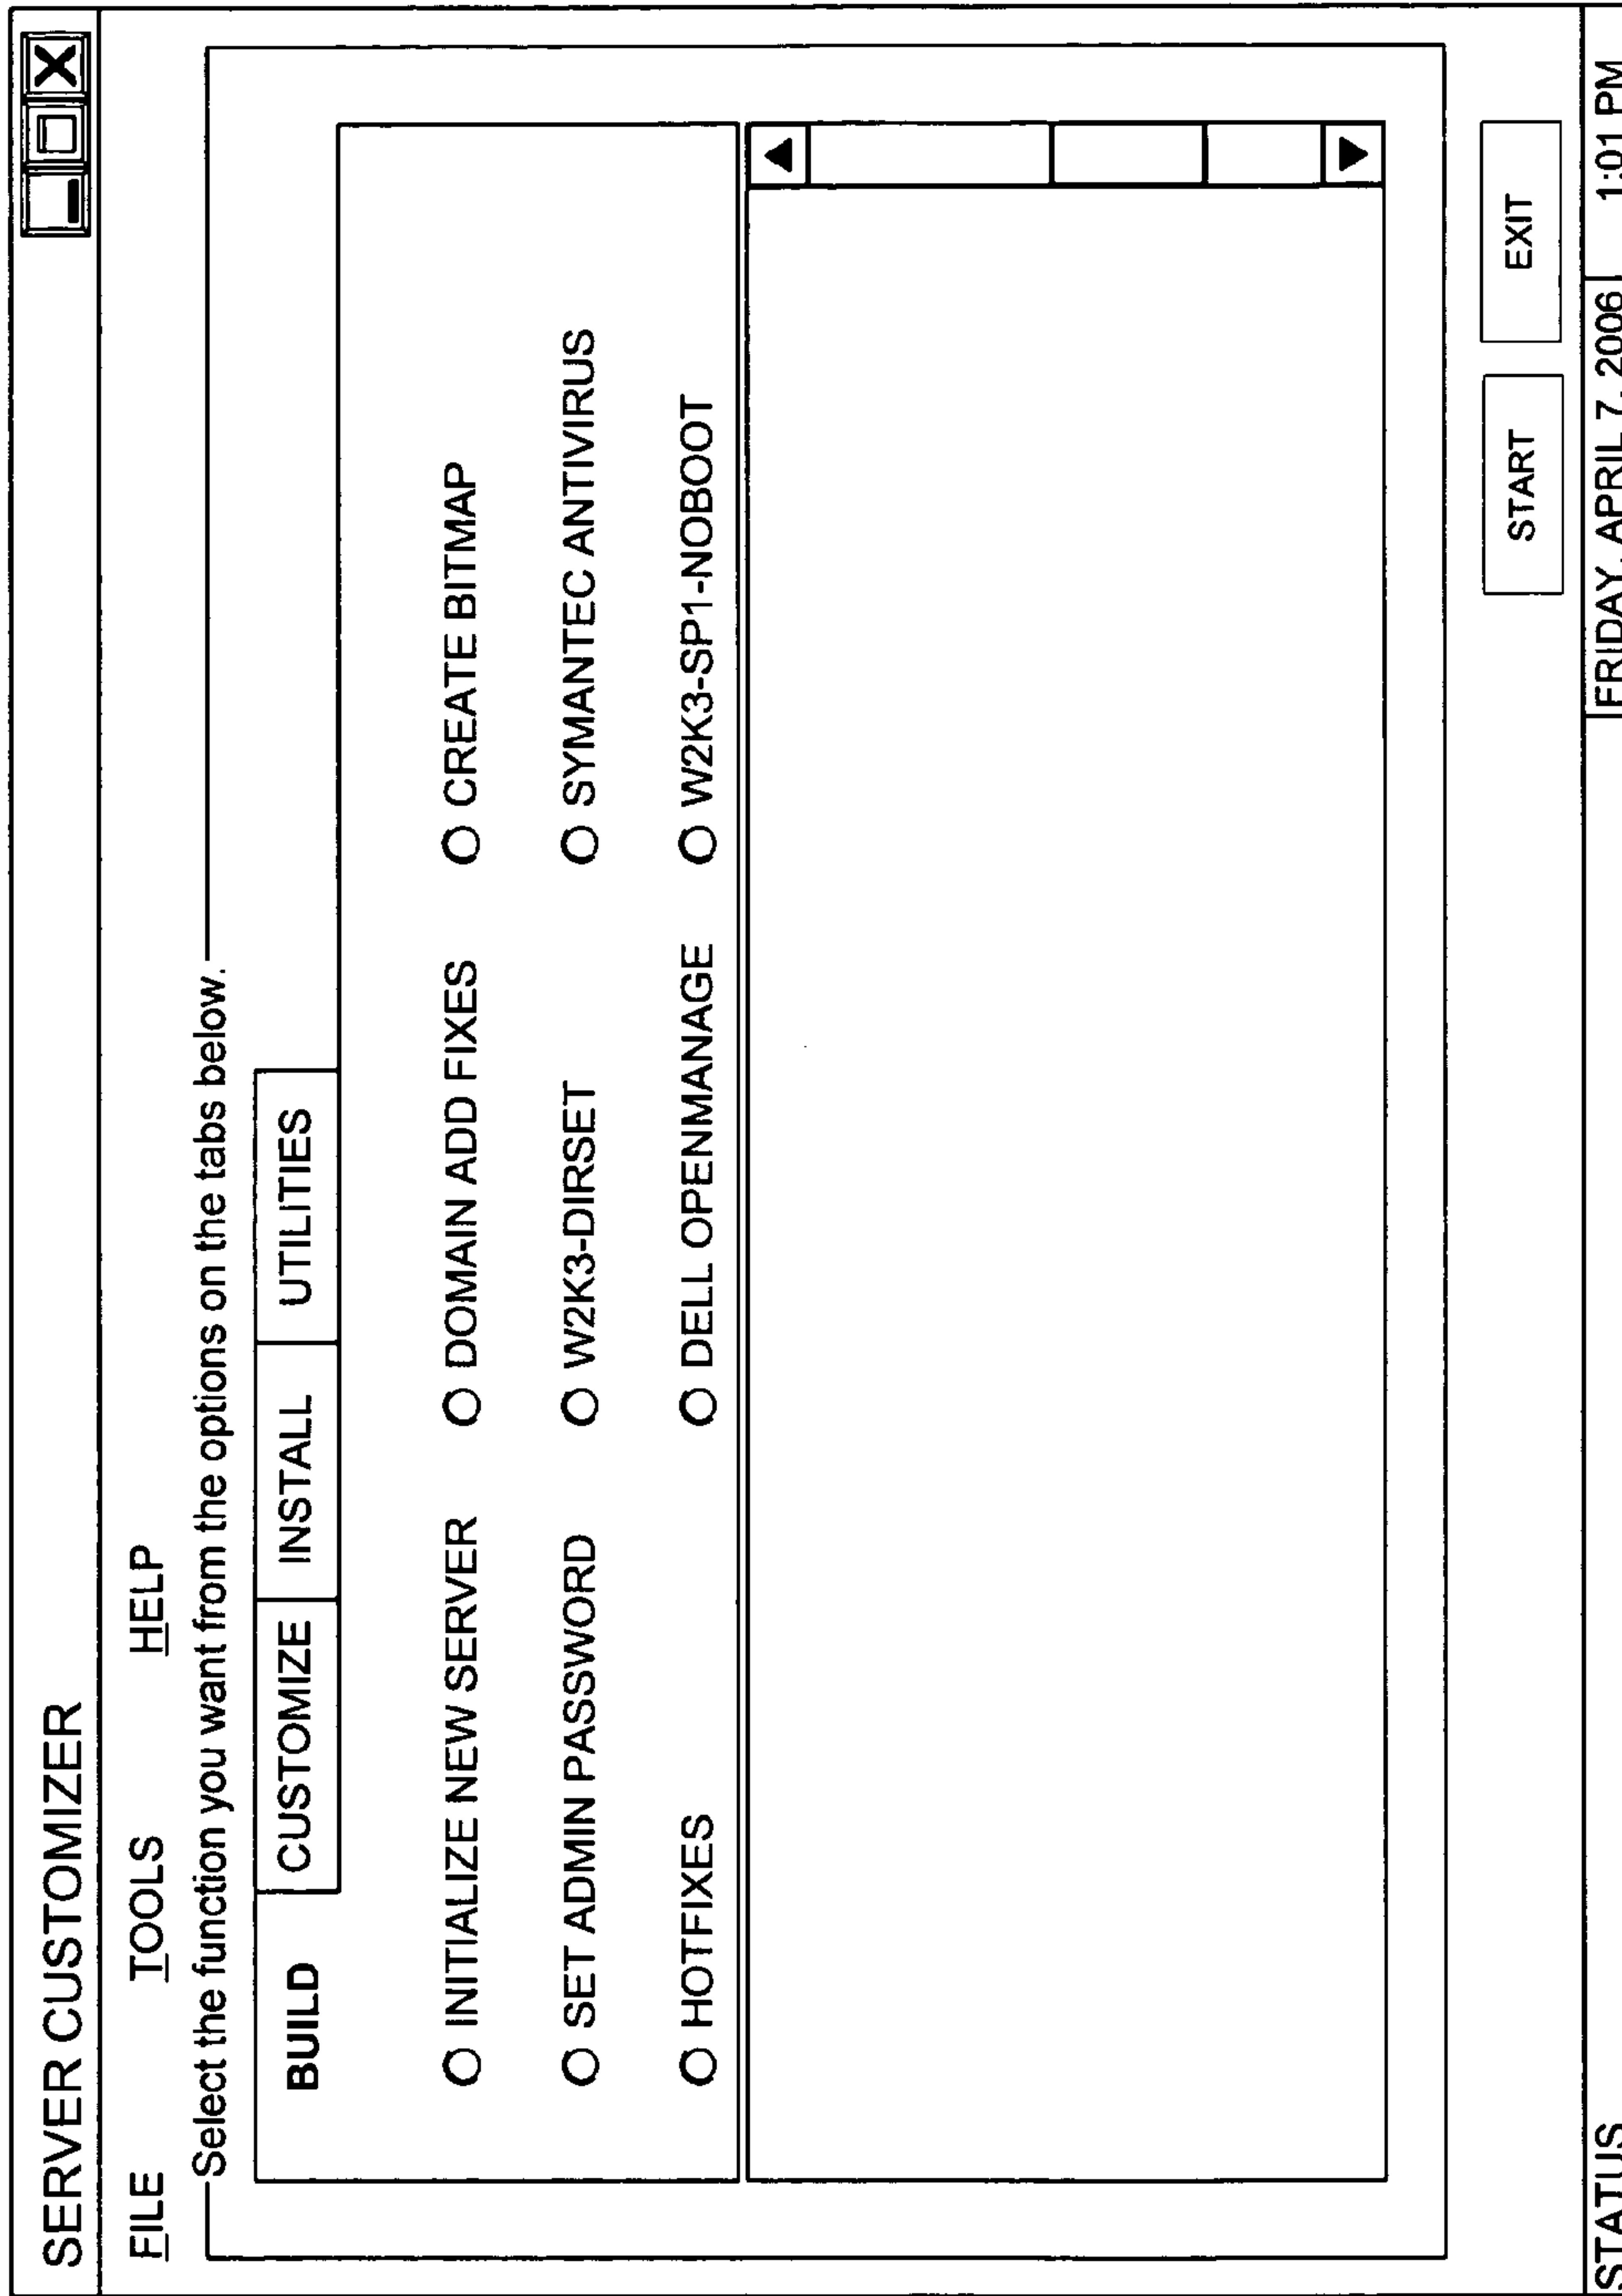 SERVER CUSTOMIZER
FILE TOOLS HELP
Select the function you want from the options on the tabs below.
BUILD CUSTOMIZE INSTALL UTILITIES
INITIALIZE NEW SERVER DOMAIN ADD FIXES CREATE BITMAP
SET ADMIN PASSWORD W2K3-DIRSET SYMANTEC ANTIVIRUS
HOTFIXES DELL OPENMANAGE W2K3-SP1-NOBOOT
START EXIT
STATUS FRIDAY, APRIL 7, 2006 1:01 PM